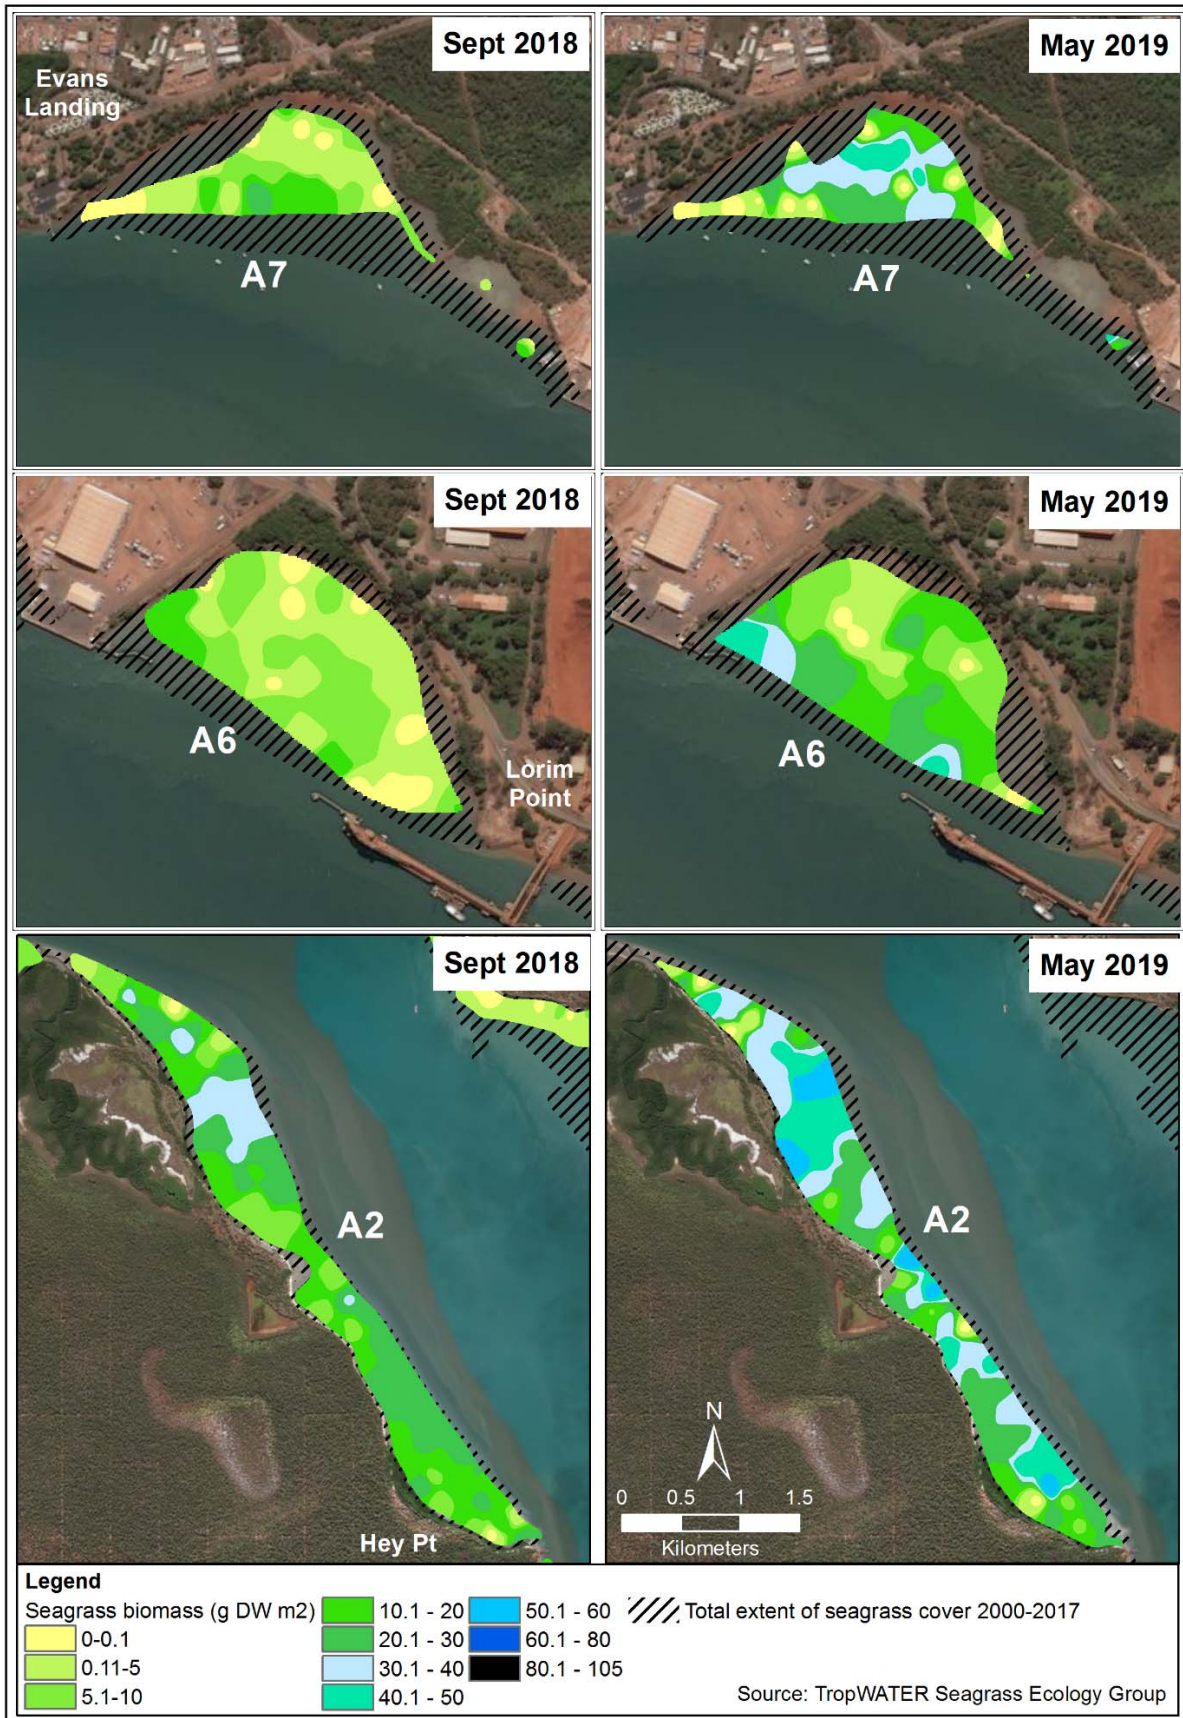 Sept 2018
May 2019
Evans
Landing
A7
A7
Sept 2018
May 2019
A6
A6
Lorim
Point
Sept 2018
May 2019
A2
A2
N
0 0.5 1 1.5
Kilometers
Hey Pt
Legend
Seagrass biomass (g DW m2)
0-0.1
0.11-5
5.1-10
10.1 - 20
20.1 - 30
30.1 - 40
40.1 - 50
50.1 - 60
60.1 - 80
80.1 - 105
Total extent of seagrass cover 2000-2017
Source: TropWATER Seagrass Ecology Group